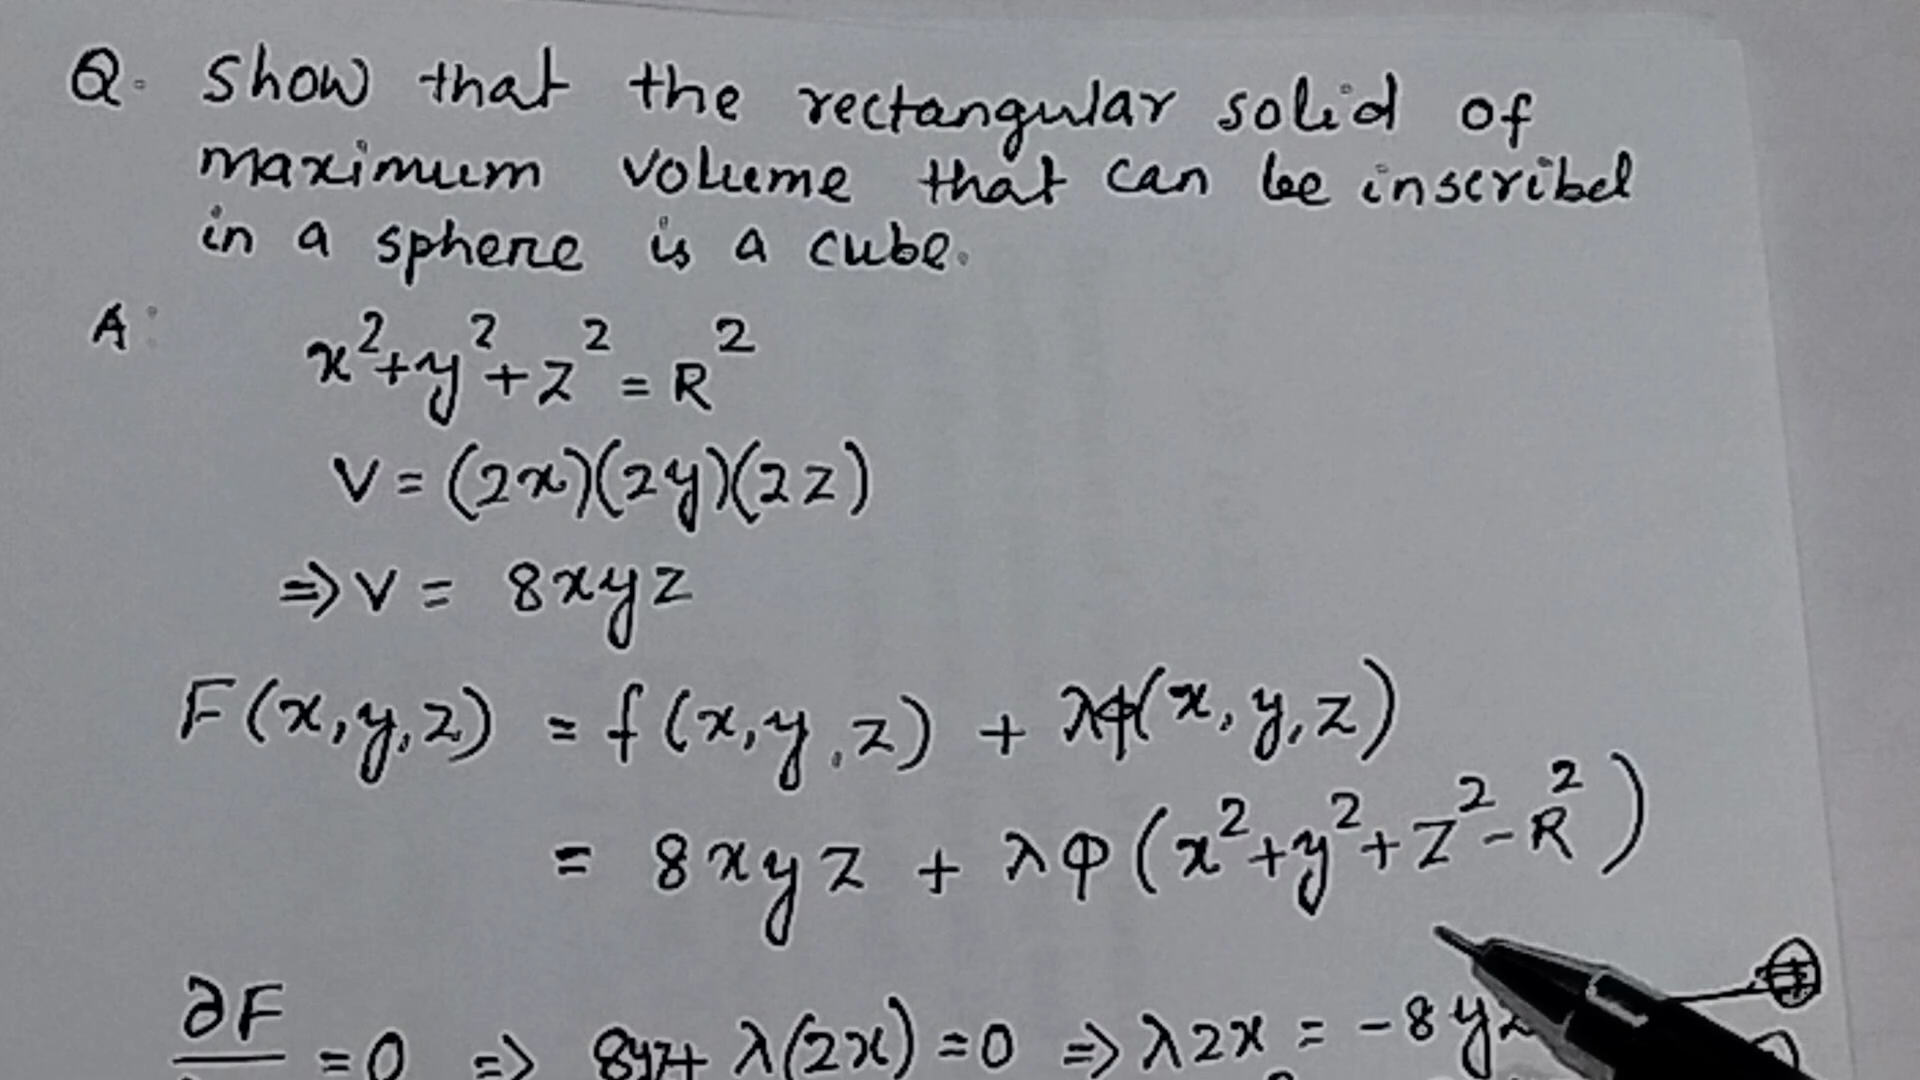 Q. Show that the rectangular solid of
maximum volume that can be inscribed
in a sphere is a cube.
A: x²+y²+z² = R²
V = (2x)(2y)(2z)
⇒ V = 8xyz
F(x,y,z) = f(x,y,z) + λφ(x,y,z)
= 8xyz + λφ(x²+y²+z²-R²)
∂F = 0 ⇒ 8yz + λ(2x) = 0 ⇒ λ2x = -8y